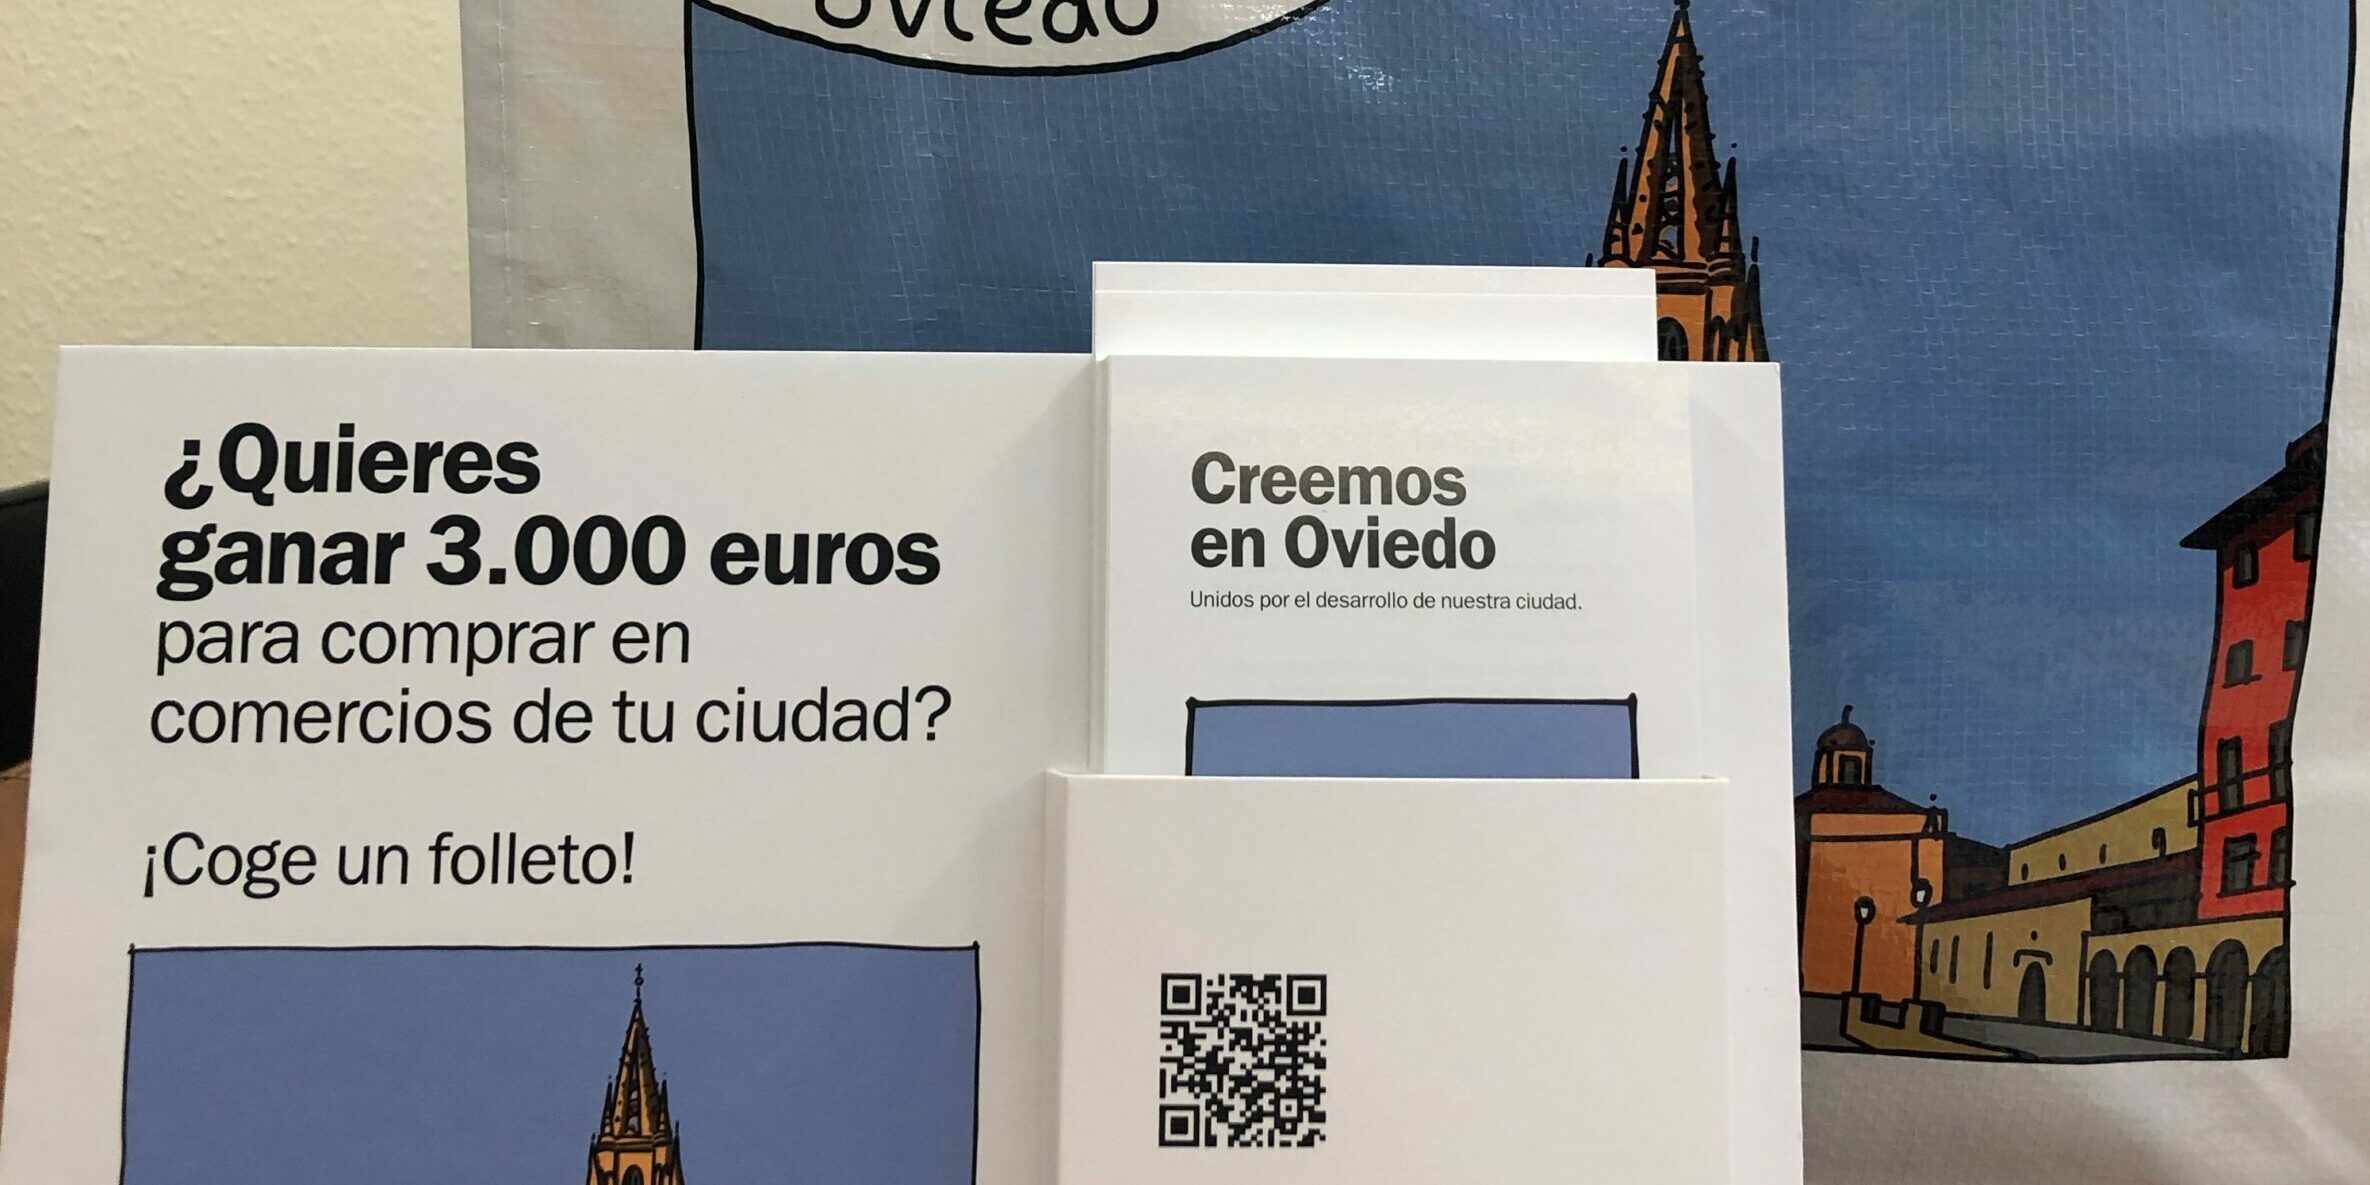 oviedo
¿Quieres
ganar 3.000 euros
para comprar en
comercios de tu ciudad?
¡Coge un folleto!
Creemos
en Oviedo
Unidos por el desarrollo de nuestra ciudad.